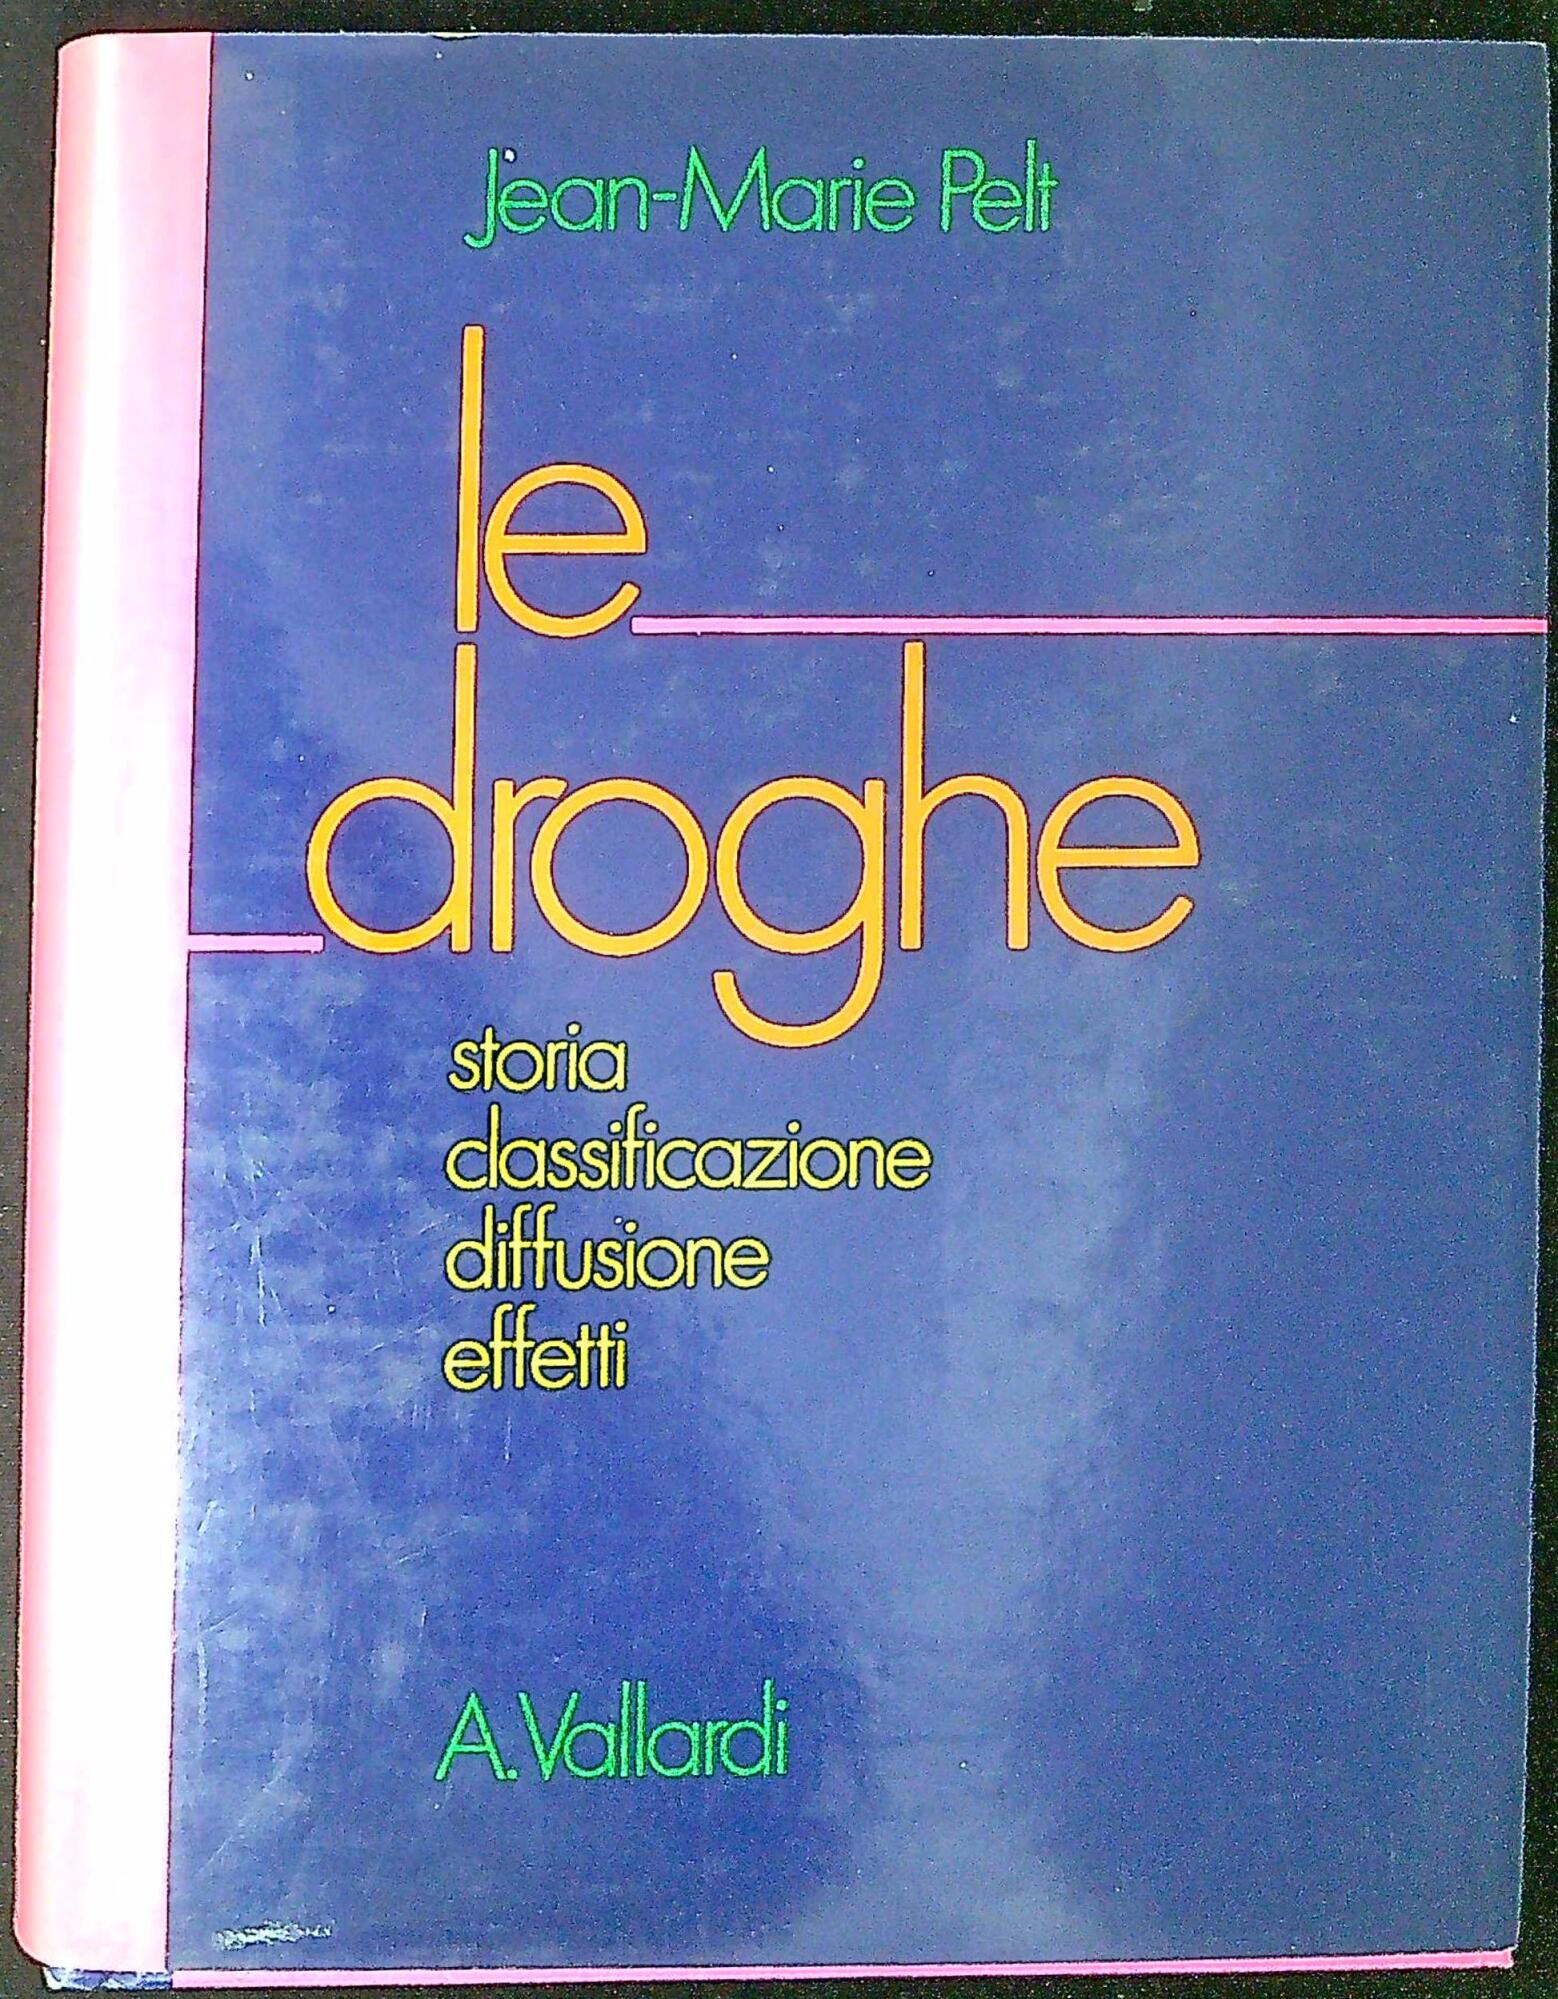 Jean-Marie Pelt
le
droghe
storia
classificazione
diffusione
effetti
A. Vallardi